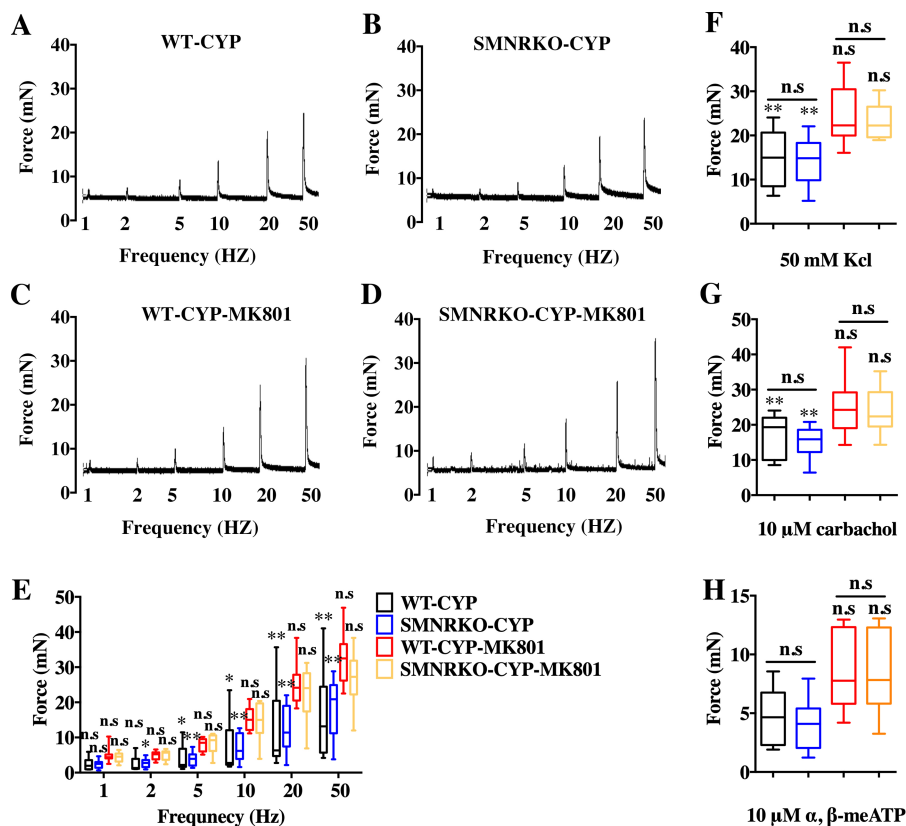 A
WT-CYP
Force (mN)
40
30
20
10
0
1 2 5 10 20 50
Frequency (HZ)
B
SMNRKO-CYP
Force (mN)
40
30
20
10
0
1 2 5 10 20 50
Frequency (HZ)
F
Force (mN)
40
30
20
10
0
n.s
** **
n.s
n.s
n.s
50 mM Kcl
C
WT-CYP-MK801
Force (mN)
40
30
20
10
0
1 2 5 10 20 50
Frequency (HZ)
D
SMNRKO-CYP-MK801
Force (mN)
40
30
20
10
0
1 2 5 10 20 50
Frequency (HZ)
G
Force (mN)
50
40
30
20
10
0
n.s
** **
n.s
n.s
n.s
10 µM carbachol
E
Force (mN)
50
40
30
20
10
0
n.s n.s n.s n.s
n.s * n.s n.s
* ** n.s n.s
* ** n.s n.s
** ** n.s n.s
** ** n.s n.s
1 2 5 10 20 50
Frequnecy (Hz)
WT-CYP
SMNRKO-CYP
WT-CYP-MK801
SMNRKO-CYP-MK801
H
Force (mN)
15
10
5
0
n.s
n.s
n.s n.s
10 µM α, β-meATP